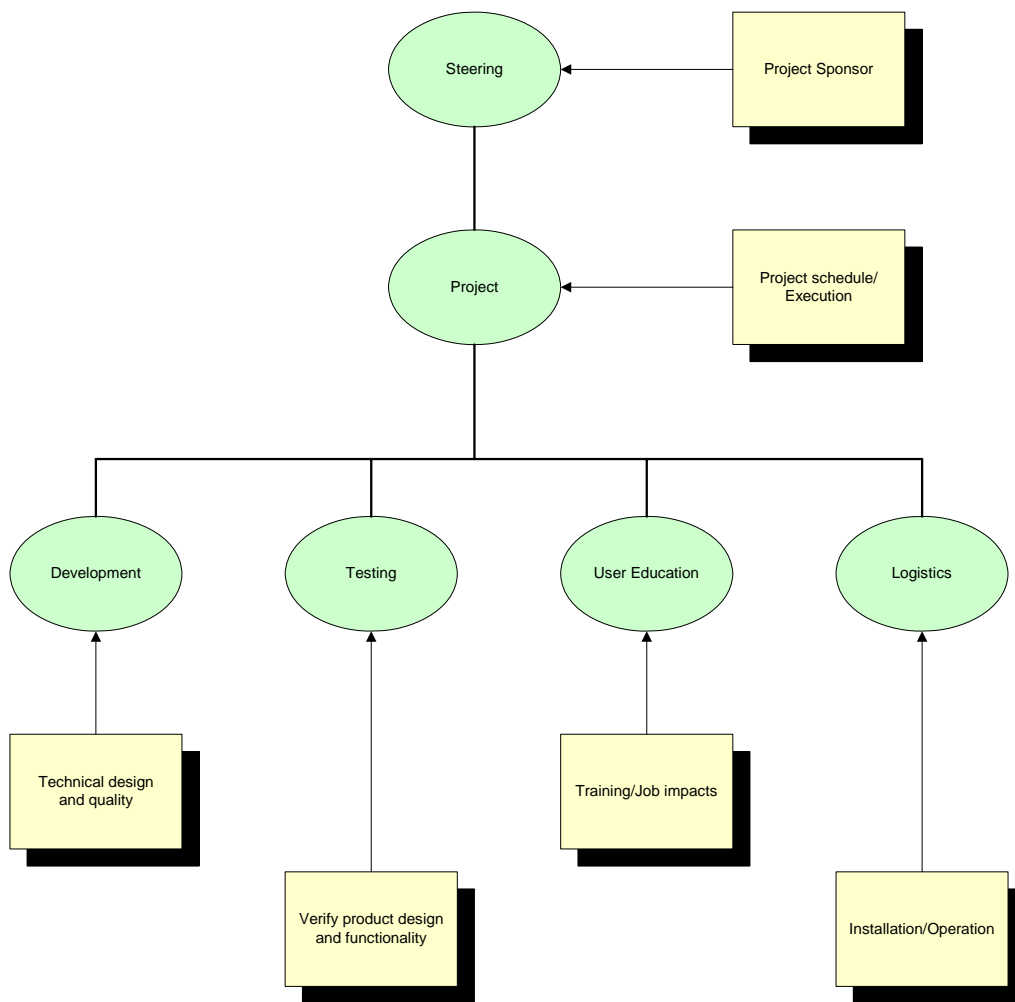 Steering
Project Sponsor
Project
Project schedule/
Execution
Development
Testing
User Education
Logistics
Technical design
and quality
Training/Job impacts
Verify product design
and functionality
Installation/Operation